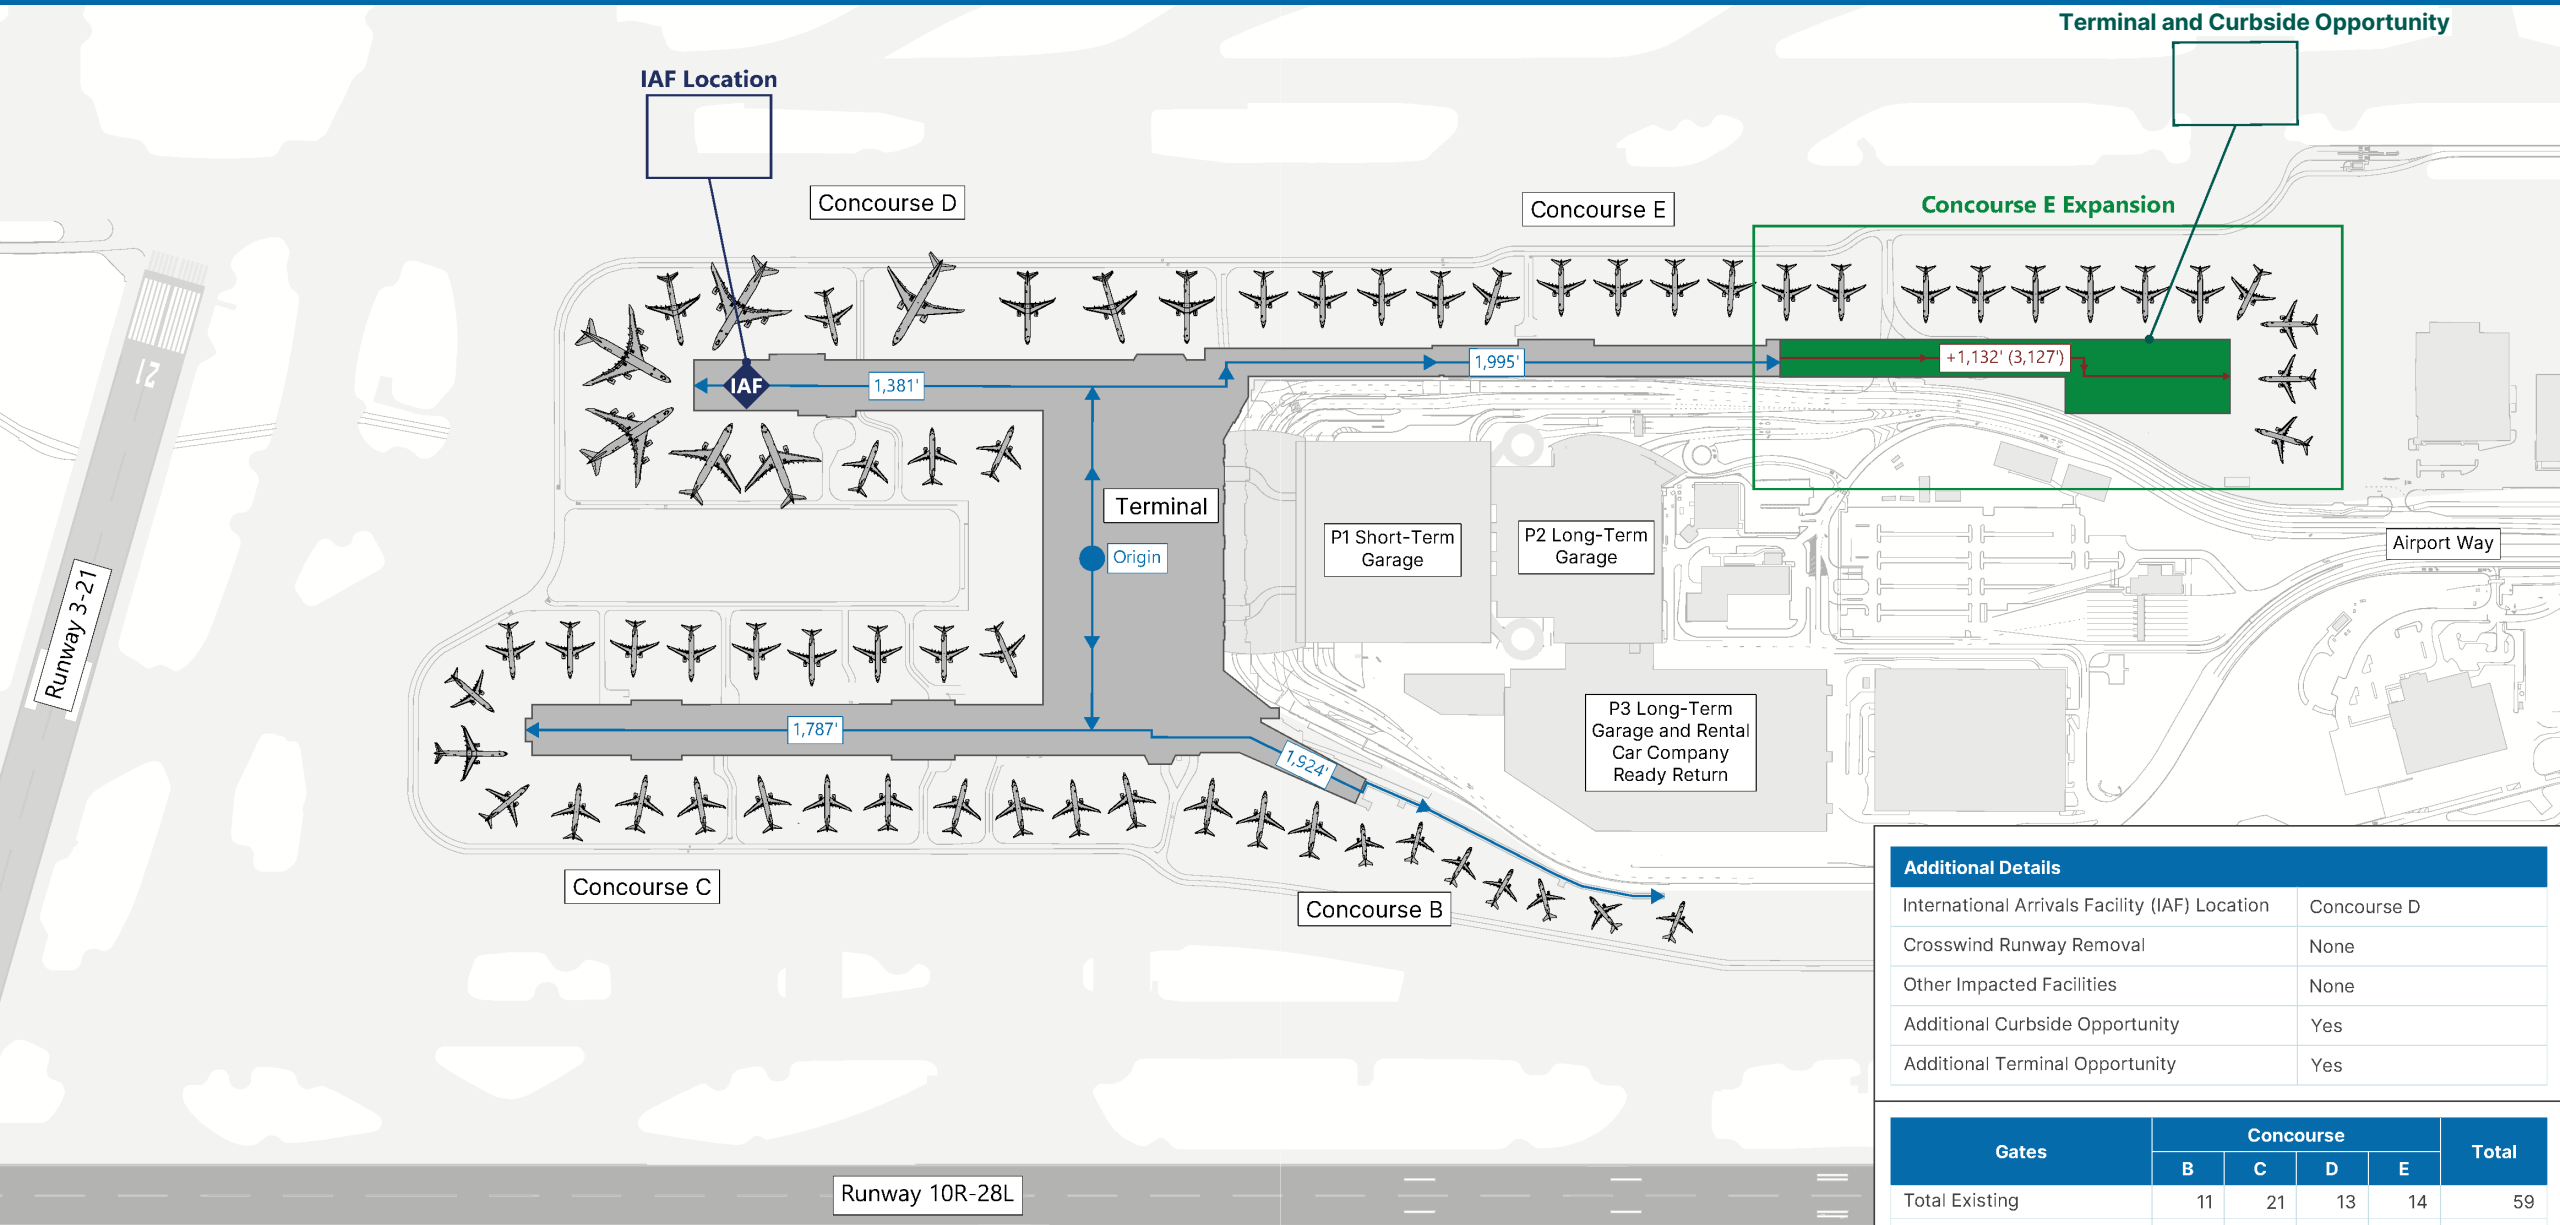 Terminal and Curbside Opportunity
IAF Location
Concourse D
Concourse E
Concourse E Expansion
IAF
1,381'
1,995'
+1,132' (3,127')
Terminal
Origin
P1 Short-Term
Garage
P2 Long-Term
Garage
Airport Way
21
Runway 3-21
P3 Long-Term
Garage and Rental
Car Company
Ready Return
1,787'
1,924'
Concourse C
Concourse B
Runway 10R-28L
Additional Details
International Arrivals Facility (IAF) Location Concourse D
Crosswind Runway Removal None
Other Impacted Facilities None
Additional Curbside Opportunity Yes
Additional Terminal Opportunity Yes
Gates Concourse Total
B C D E
Total Existing 11 21 13 14 59